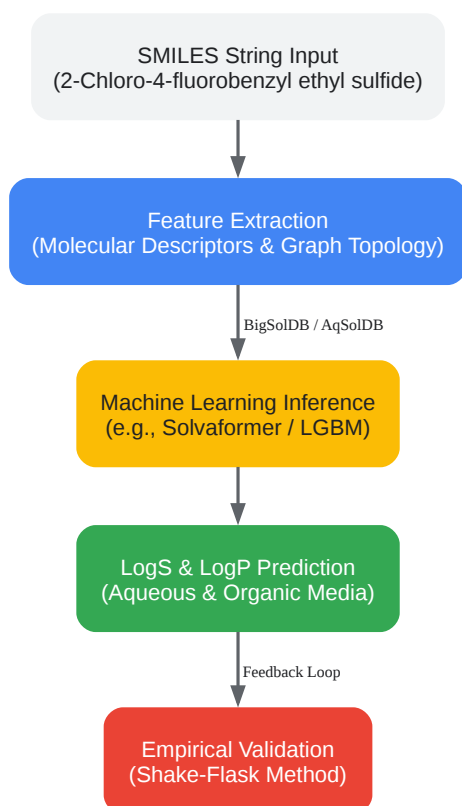 SMILES String Input
(2-Chloro-4-fluorobenzyl ethyl sulfide)
Feature Extraction
(Molecular Descriptors & Graph Topology)
BigSolDB / AqSolDB
Machine Learning Inference
(e.g., Solvaformer / LGBM)
LogS & LogP Prediction
(Aqueous & Organic Media)
Feedback Loop
Empirical Validation
(Shake-Flask Method)